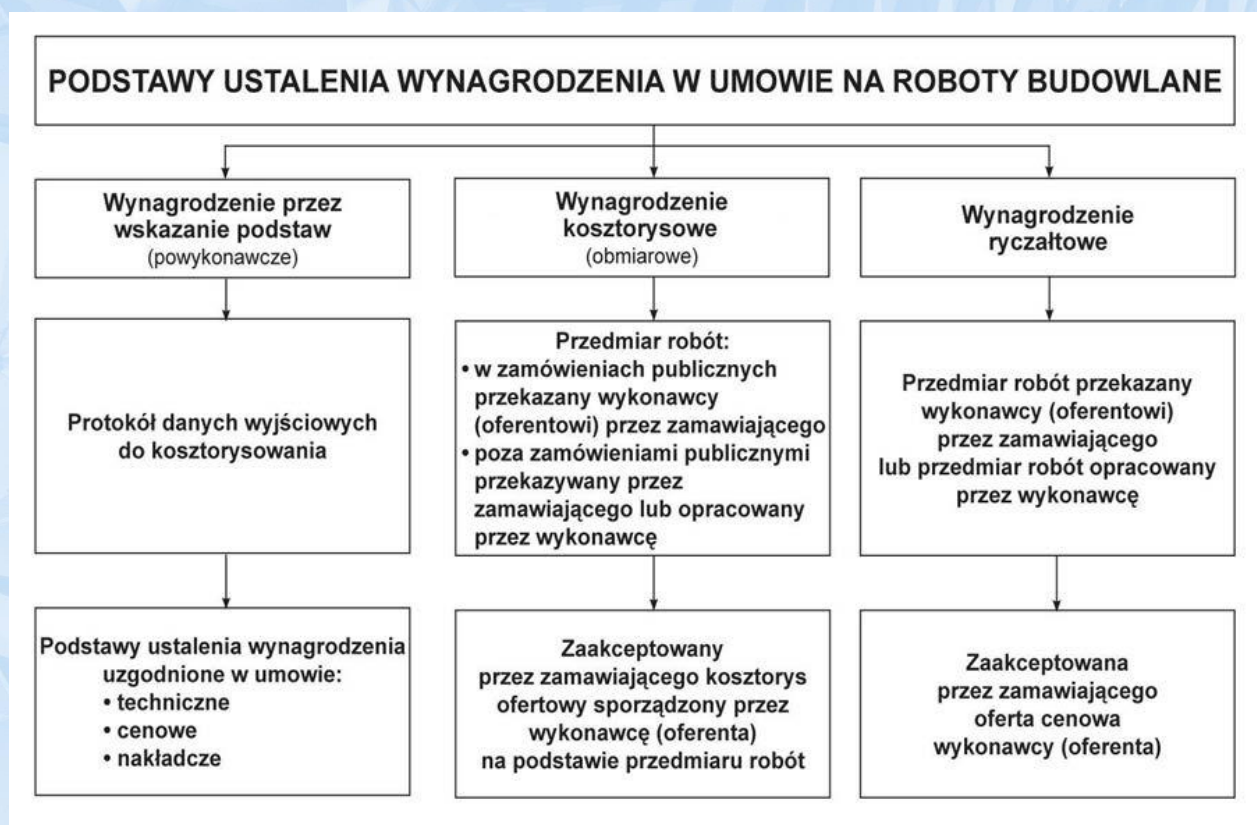 PODSTAWY USTALENIA WYNAGRODZENIA W UMOWIE NA ROBOTY BUDOWLANE
Wynagrodzenie przez
wskazanie podstaw
(powykonawcze)
Wynagrodzenie
kosztorysowe
(obmiarowe)
Wynagrodzenie
ryczałtowe
Protokół danych wyjściowych
do kosztorysowania
Przedmiar robót:
• w zamówieniach publicznych
przekazany wykonawcy
(oferentowi) przez zamawiającego
• poza zamówieniami publicznymi
przekazywany przez
zamawiającego lub opracowany
przez wykonawcę
Przedmiar robót przekazany
wykonawcy (oferentowi)
przez zamawiającego
lub przedmiar robót opracowany
przez wykonawcę
Podstawy ustalenia wynagrodzenia
uzgodnione w umowie:
• techniczne
• cenowe
• nakładcze
Zaakceptowany
przez zamawiającego kosztorys
ofertowy sporządzony przez
wykonawcę (oferenta)
na podstawie przedmiaru robót
Zaakceptowana
przez zamawiającego
oferta cenowa
wykonawcy (oferenta)